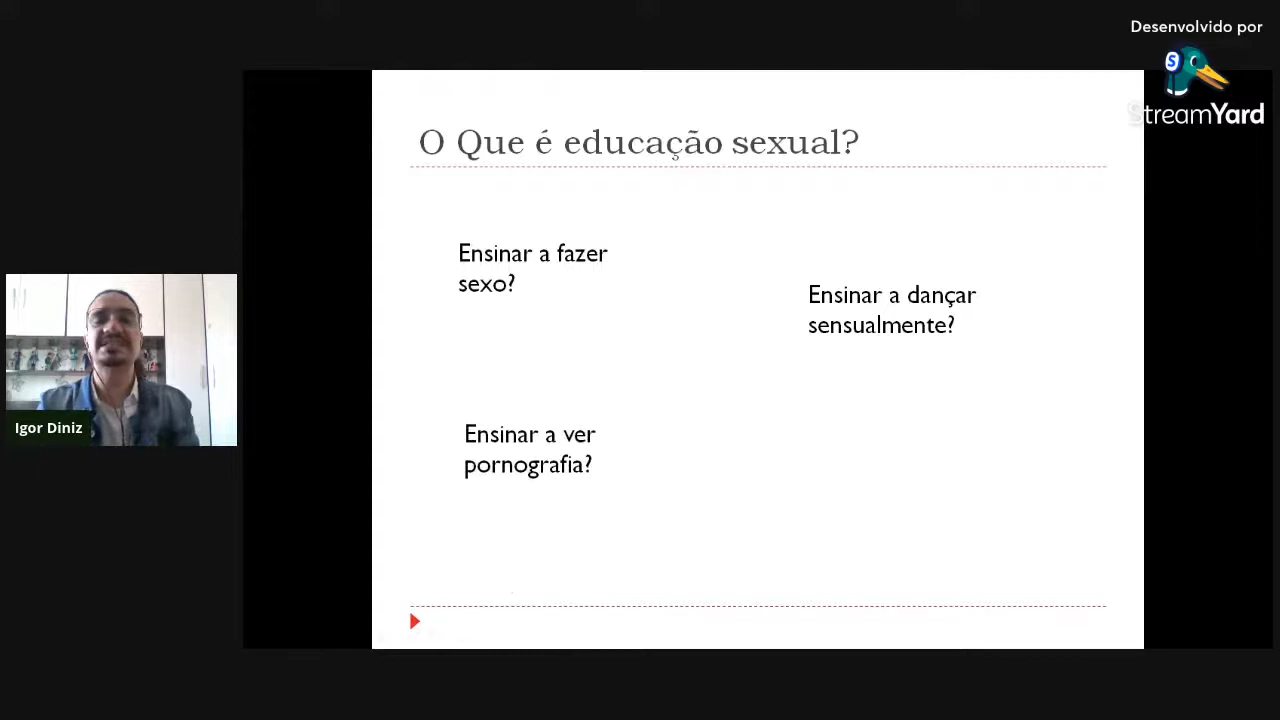 Desenvolvido por
StreamYard
O Que é educação sexual?
Ensinar a fazer
sexo?
Ensinar a dançar
sensualmente?
Ensinar a ver
pornografia?
Igor Diniz